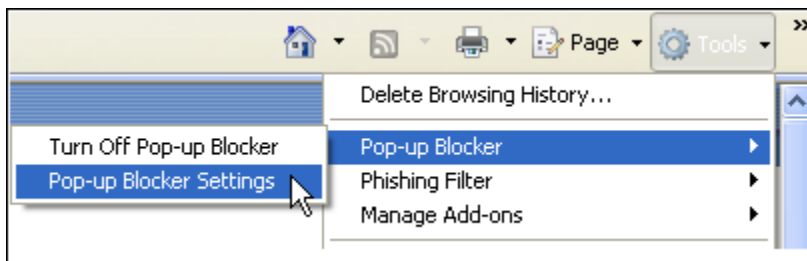 Page Tools »
Delete Browsing History...
Pop-up Blocker
Turn Off Pop-up Blocker
Pop-up Blocker Settings
Phishing Filter
Manage Add-ons